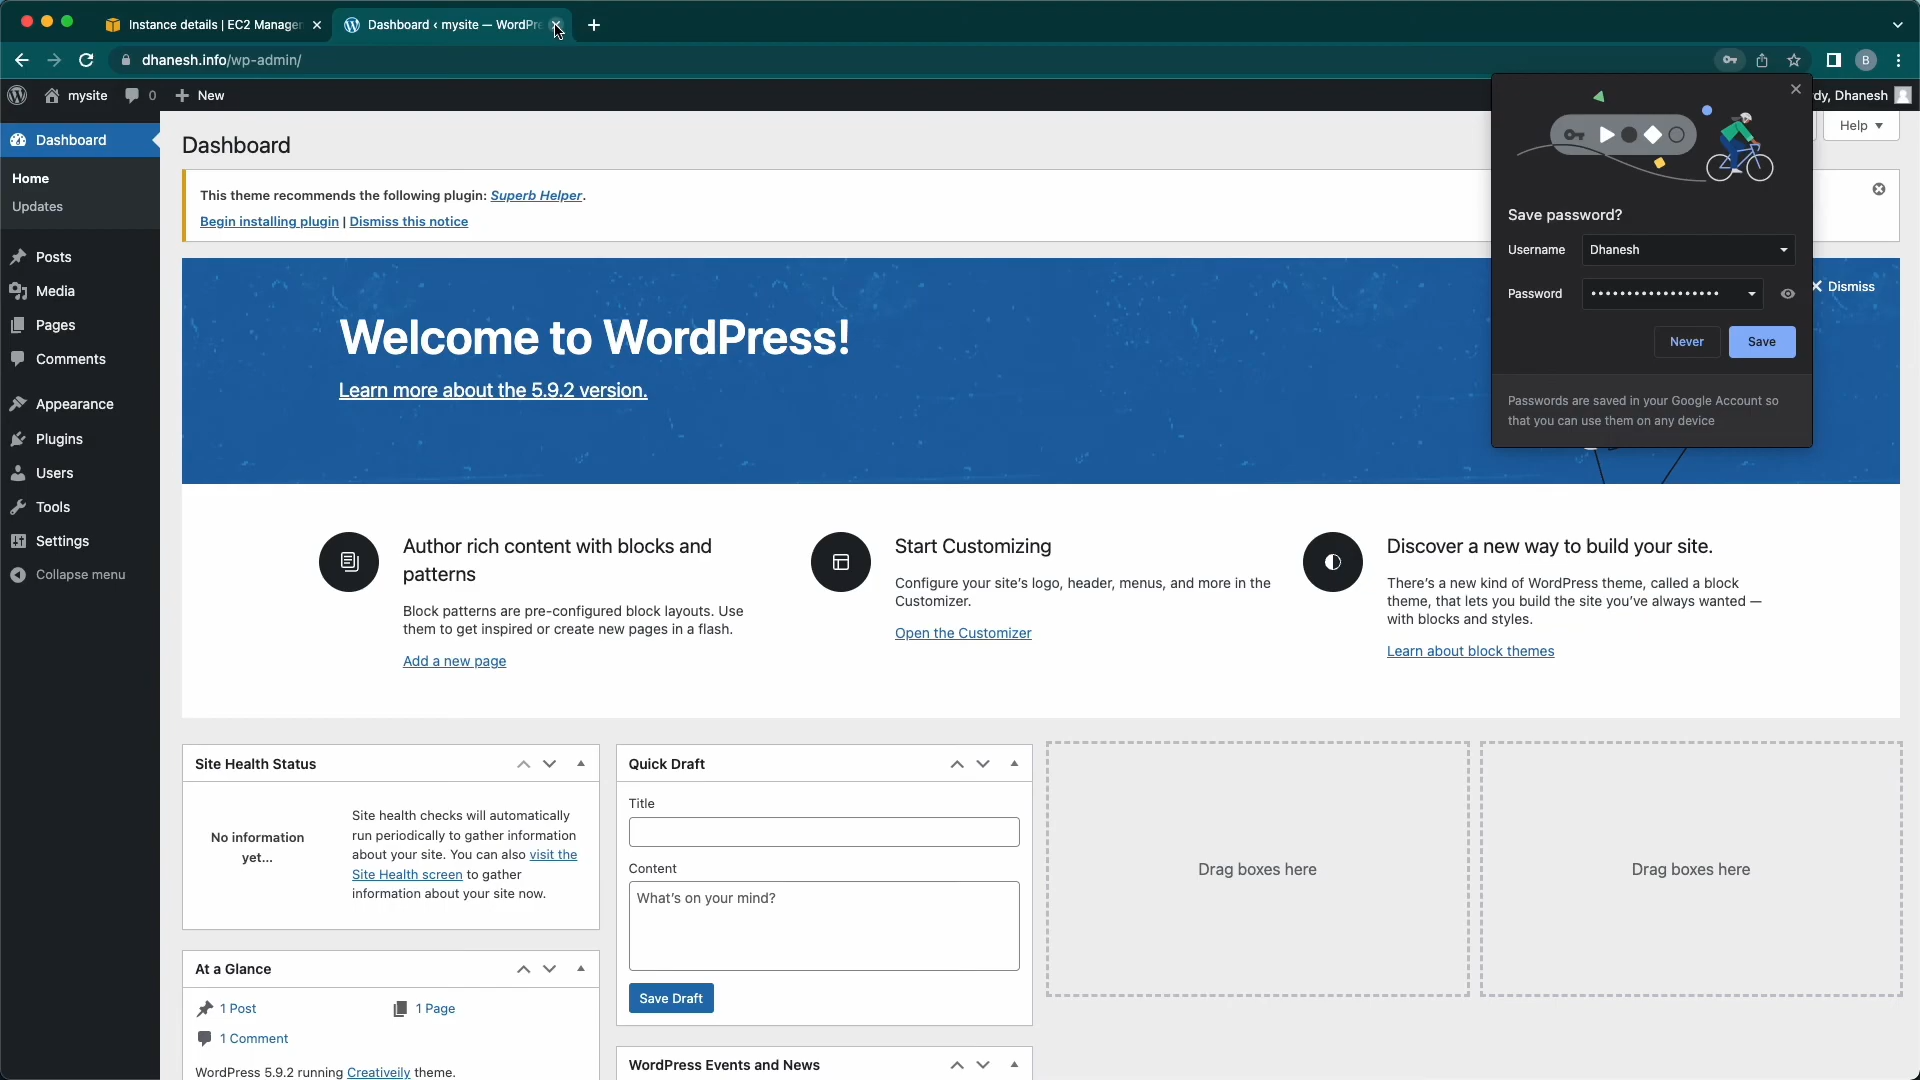 Instance details | EC2 Manager
Dashboard ‹ mysite — WordPre
dhanesh.info/wp-admin/
B
mysite
0
New
dy, Dhanesh
Dashboard
Home
Updates
Posts
Media
Pages
Comments
Appearance
Plugins
Users
Tools
Settings
Collapse menu
Dashboard
Help
This theme recommends the following plugin: Superb Helper.
Begin installing plugin | Dismiss this notice
Welcome to WordPress!
Learn more about the 5.9.2 version.
Dismiss
Save password?
Username
Dhanesh
Password
••••••••••••••••••
Never
Save
Passwords are saved in your Google Account so
that you can use them on any device
Author rich content with blocks and
patterns
Block patterns are pre-configured block layouts. Use
them to get inspired or create new pages in a flash.
Add a new page
Start Customizing
Configure your site's logo, header, menus, and more in the
Customizer.
Open the Customizer
Discover a new way to build your site.
There's a new kind of WordPress theme, called a block
theme, that lets you build the site you've always wanted —
with blocks and styles.
Learn about block themes
Site Health Status
No information
yet...
Site health checks will automatically
run periodically to gather information
about your site. You can also visit the
Site Health screen to gather
information about your site now.
At a Glance
1 Post
1 Page
1 Comment
WordPress 5.9.2 running Creativeily theme.
Quick Draft
Title
Content
What's on your mind?
Save Draft
WordPress Events and News
Drag boxes here
Drag boxes here